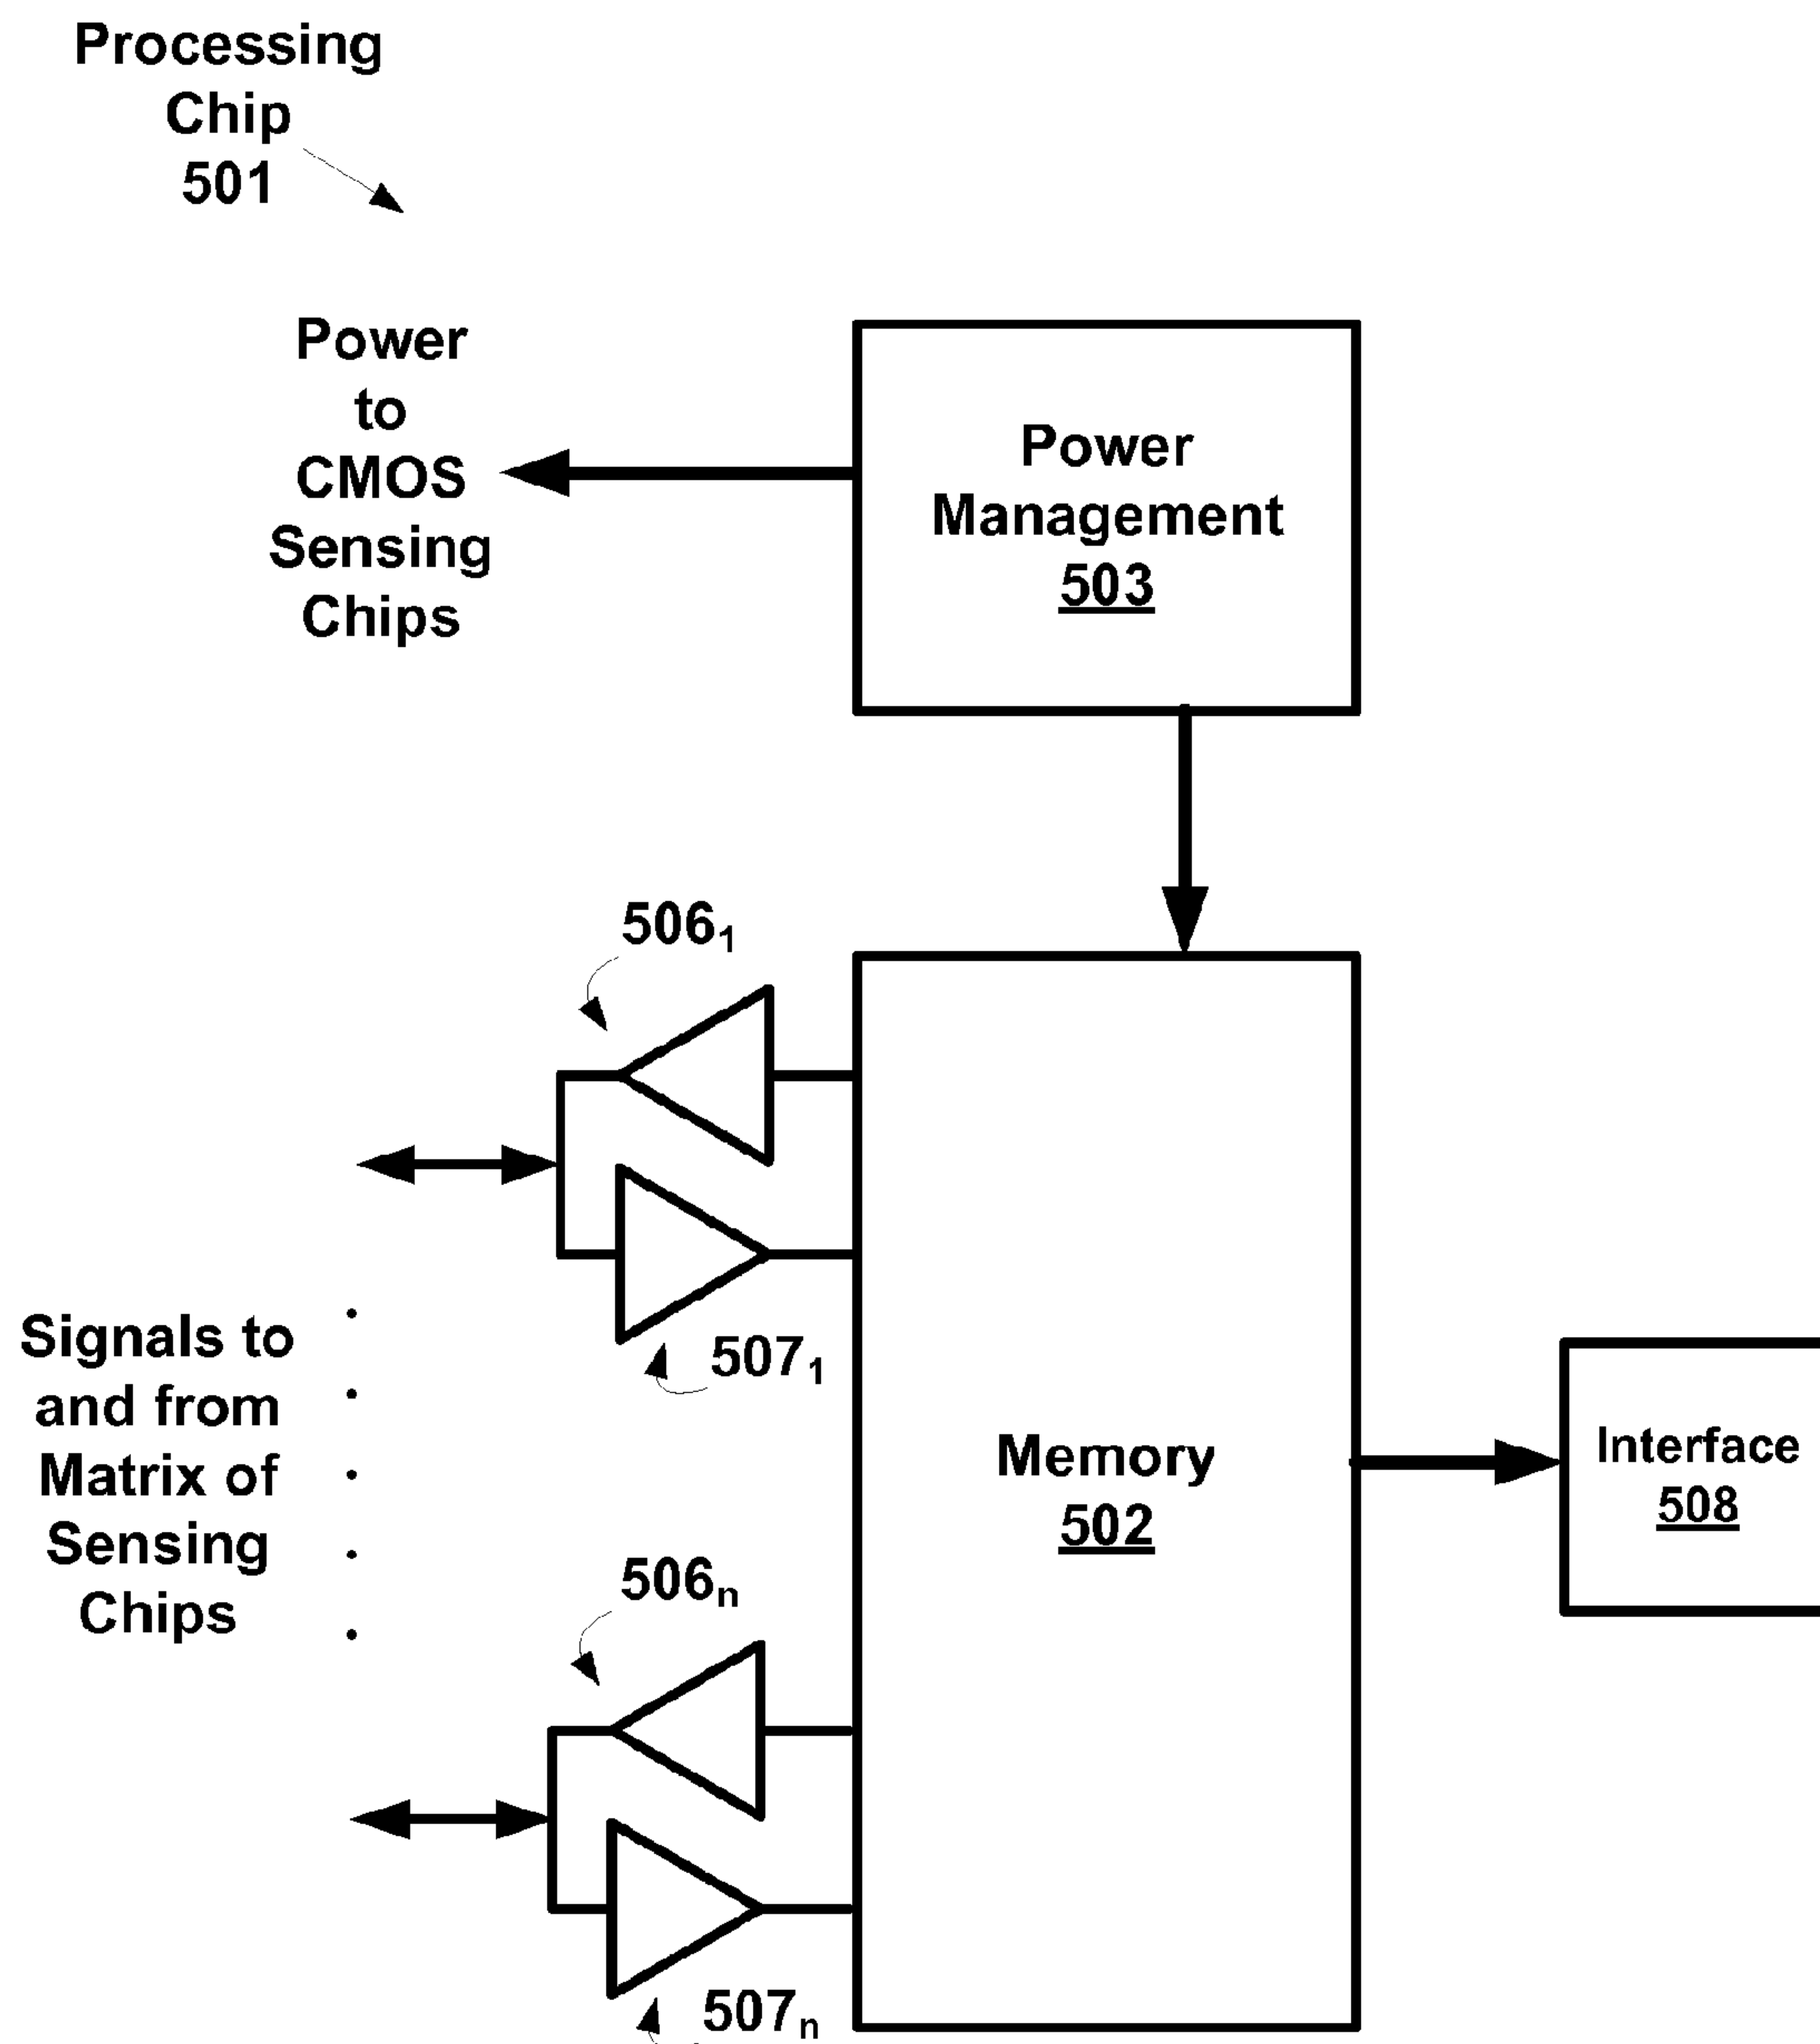 Processing
Chip
501
Power
to
CMOS
Sensing
Chips
Power
Management
503
506₁
507₁
Signals to
and from
Matrix of
Sensing
Chips
Memory
502
Interface
508
506ₙ
507ₙ